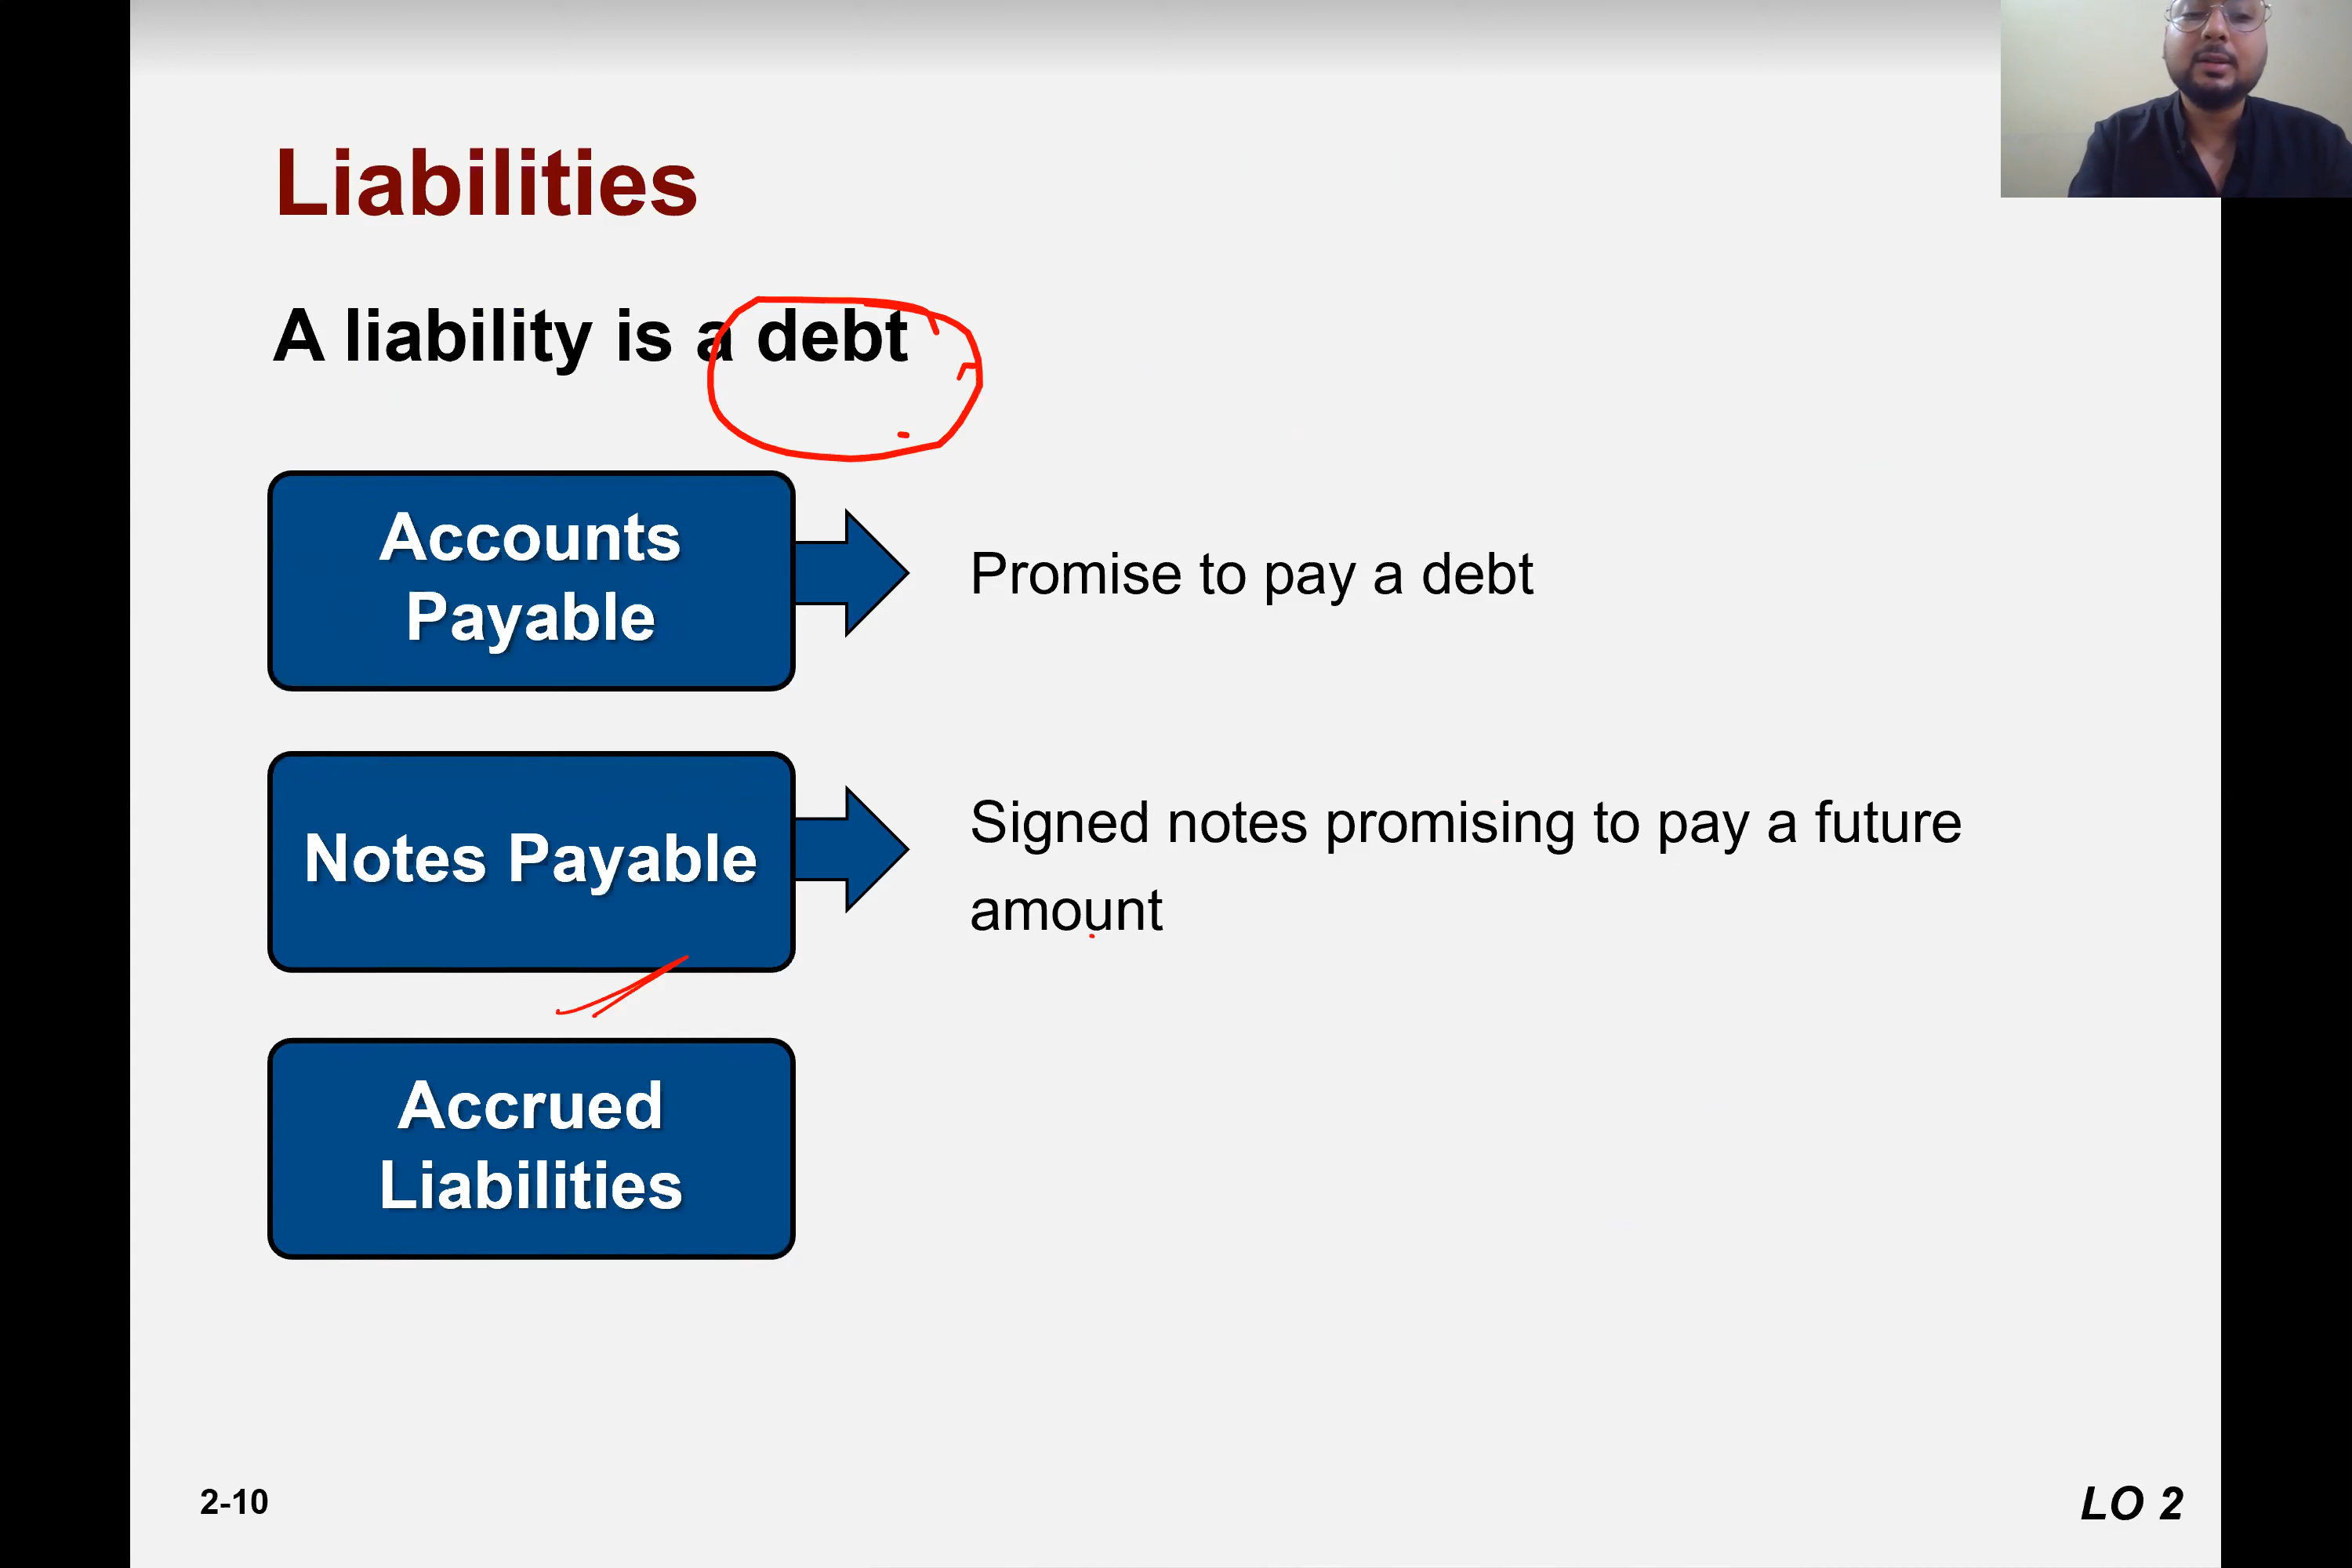 Liabilities
A liability is a debt
Accounts
Payable
Promise to pay a debt
Notes Payable
Signed notes promising to pay a future
amount
Accrued
Liabilities
2-10
LO 2